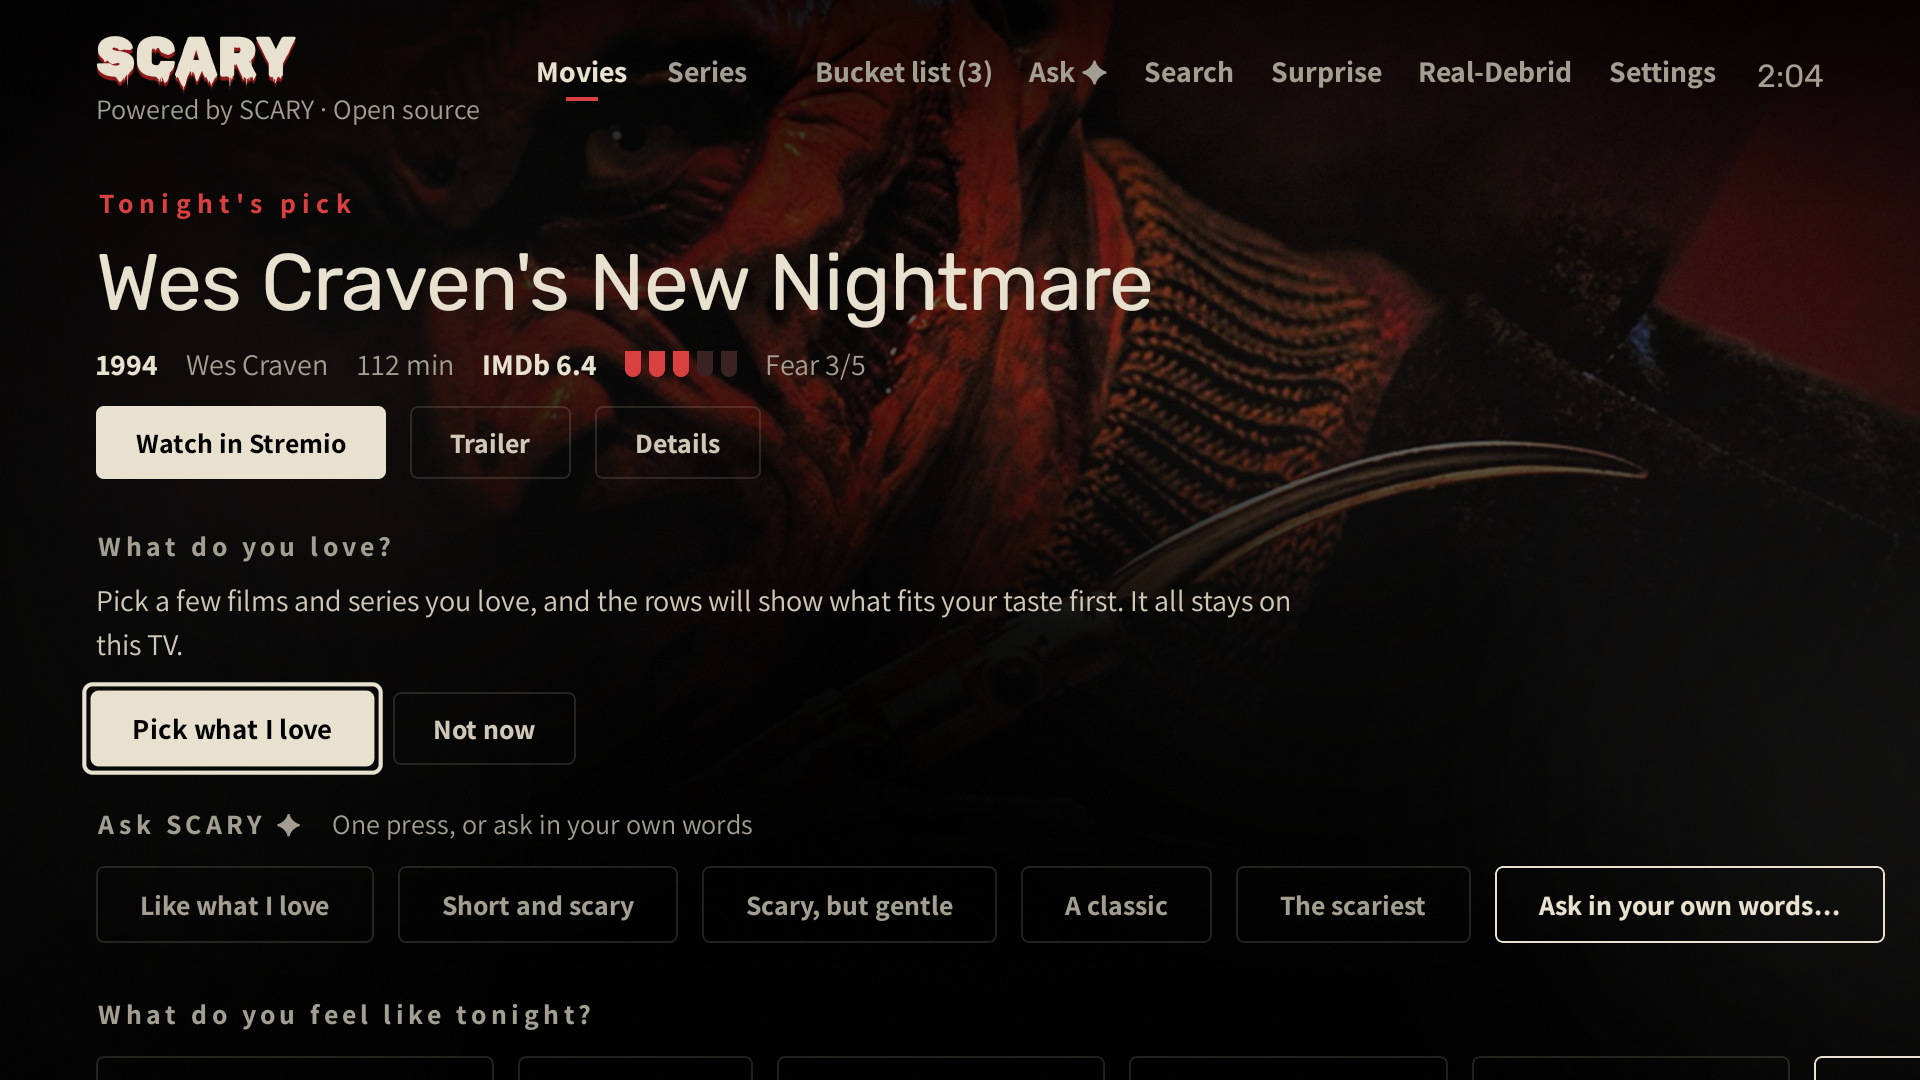 SCARY
Powered by SCARY · Open source
Movies Series Bucket list (3) Ask Search Surprise Real-Debrid Settings 2:04
Tonight's pick
Wes Craven's New Nightmare
1994 Wes Craven 112 min IMDb 6.4 Fear 3/5
Watch in Stremio Trailer Details
What do you love?
Pick a few films and series you love, and the rows will show what fits your taste first. It all stays on
this TV.
Pick what I love Not now
Ask SCARY One press, or ask in your own words
Like what I love Short and scary Scary, but gentle A classic The scariest Ask in your own words...
What do you feel like tonight?